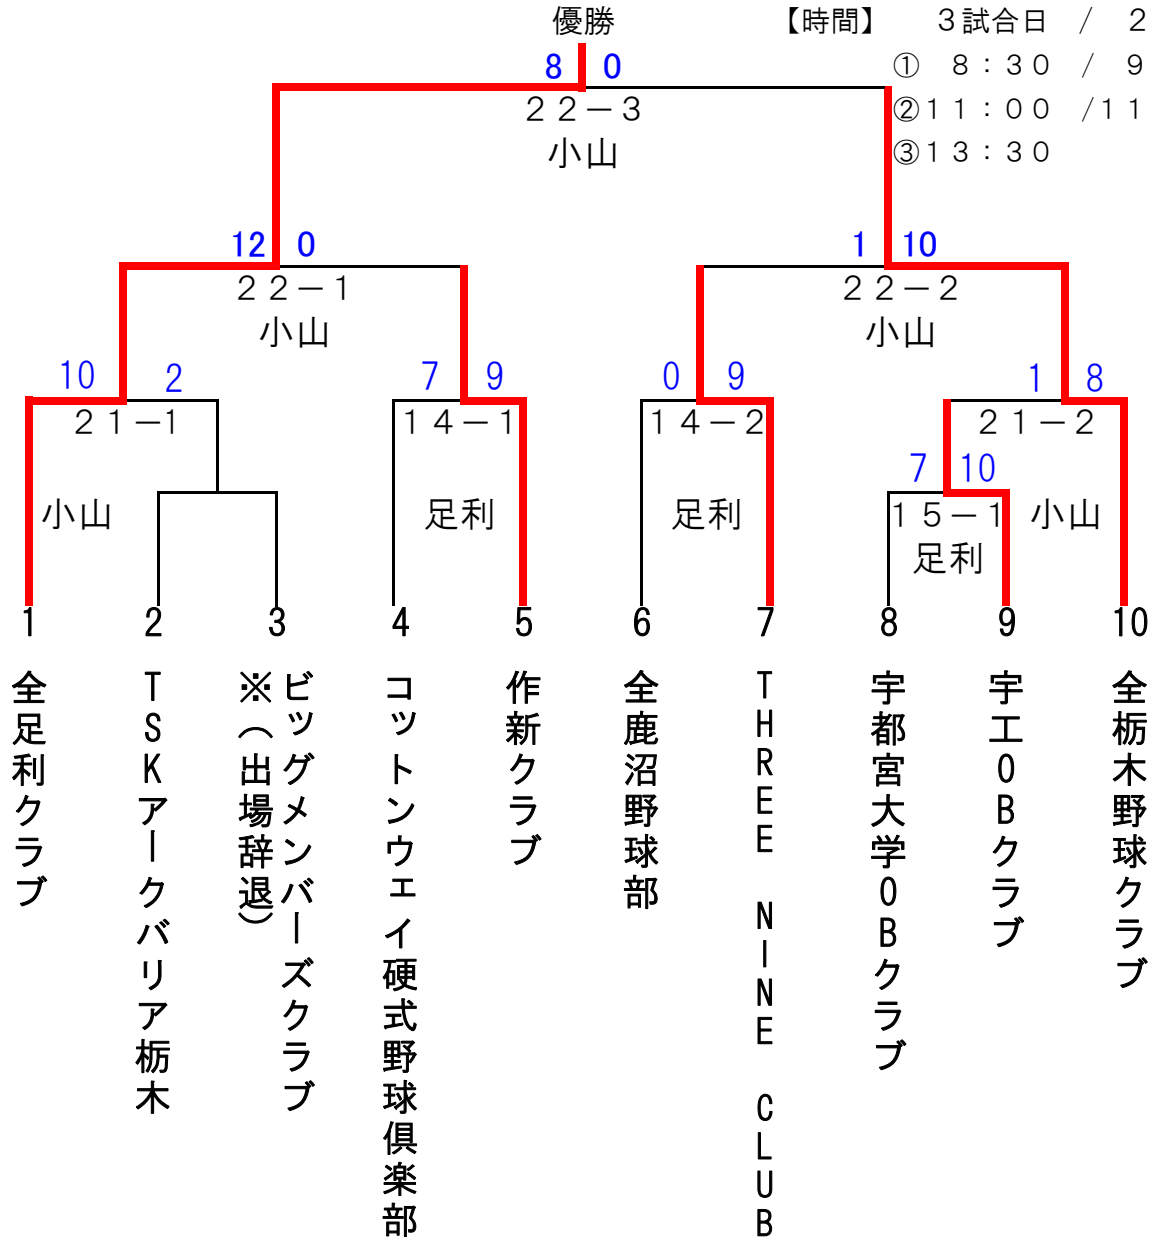 優勝
【時間】 ３試合日 / ２
① ８：３０ / ９
②１１：００ /１１
③１３：３０
8 0
２２－３
小山
12 0
２２－１
小山
1 10
２２－２
小山
10 2
２１－１
小山
7 9
１４－１
足利
0 9
１４－２
足利
1 8
２１－２
小山
7 10
１５－１
足利
1
2
3
4
5
6
7
8
9
10
全足利クラブ
TSKアークバリア栃木
ビッグメンバーズクラブ
※（出場辞退）
コットンウェイ硬式野球倶楽部
作新クラブ
全鹿沼野球部
THREE NINE CLUB
宇都宮大学OBクラブ
宇工OBクラブ
全栃木野球クラブ